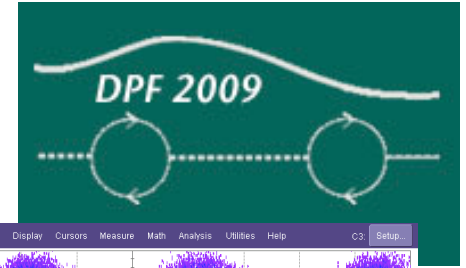 DPF 2009
Display Cursors Measure Math Analysis Utilities Help C3: Setup...